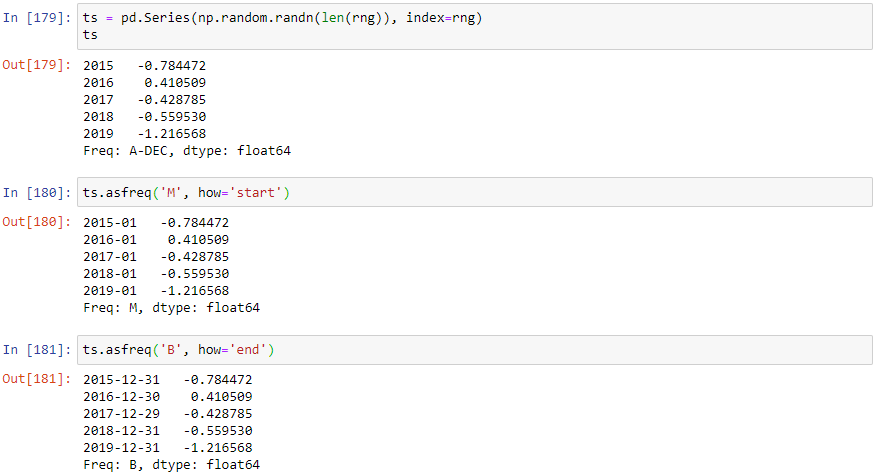 In [179]: ts = pd.Series(np.random.randn(len(rng)), index=rng)
ts
Out[179]: 2015   -0.784472
2016    0.410509
2017   -0.428785
2018   -0.559530
2019   -1.216568
Freq: A-DEC, dtype: float64
In [180]: ts.asfreq('M', how='start')
Out[180]: 2015-01   -0.784472
2016-01    0.410509
2017-01   -0.428785
2018-01   -0.559530
2019-01   -1.216568
Freq: M, dtype: float64
In [181]: ts.asfreq('B', how='end')
Out[181]: 2015-12-31   -0.784472
2016-12-30    0.410509
2017-12-29   -0.428785
2018-12-31   -0.559530
2019-12-31   -1.216568
Freq: B, dtype: float64